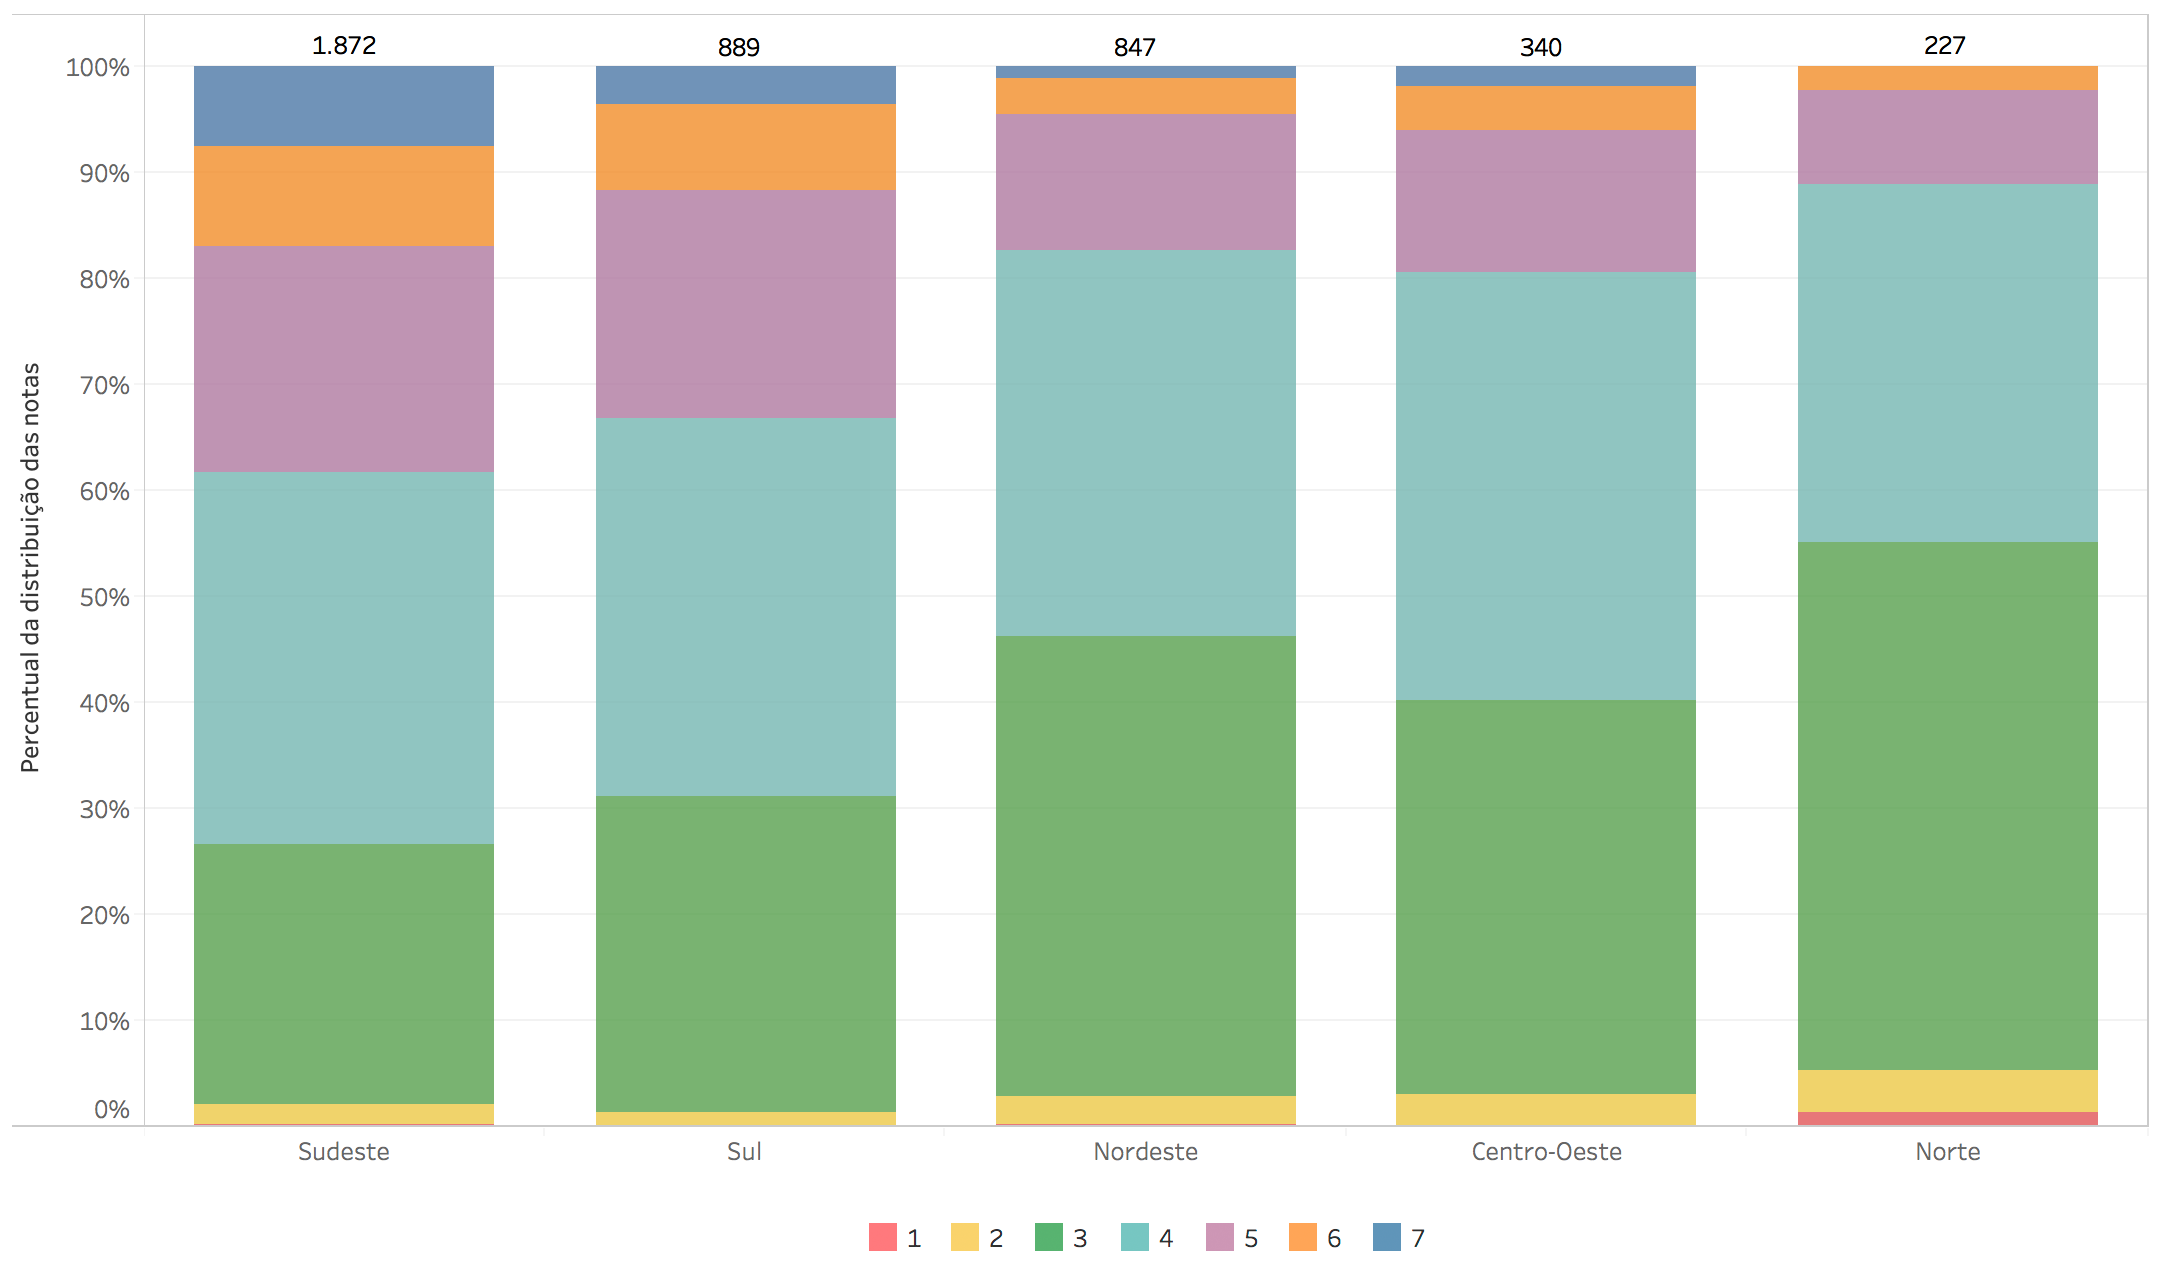 1.872 889 847 340 227
100%
90%
80%
70%
60%
50%
40%
30%
20%
10%
0%
Percentual da distribuição das notas
Sudeste Sul Nordeste Centro-Oeste Norte
1 2 3 4 5 6 7